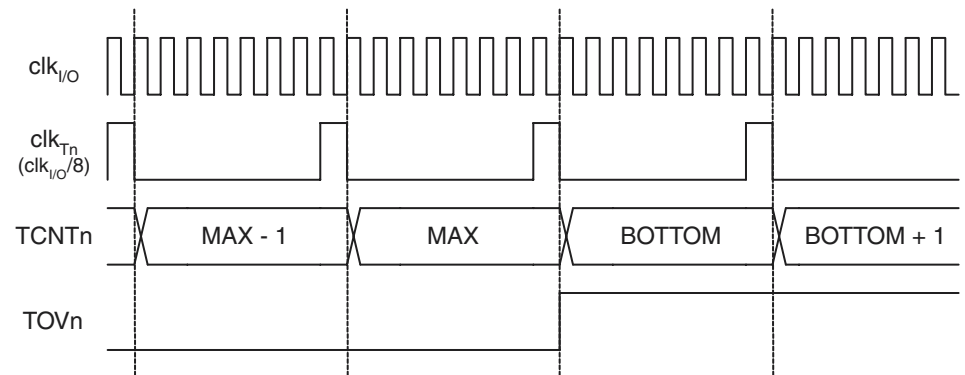 clkI/O
clkTn
(clkI/O/8)
TCNTn MAX - 1 MAX BOTTOM BOTTOM + 1
TOVn